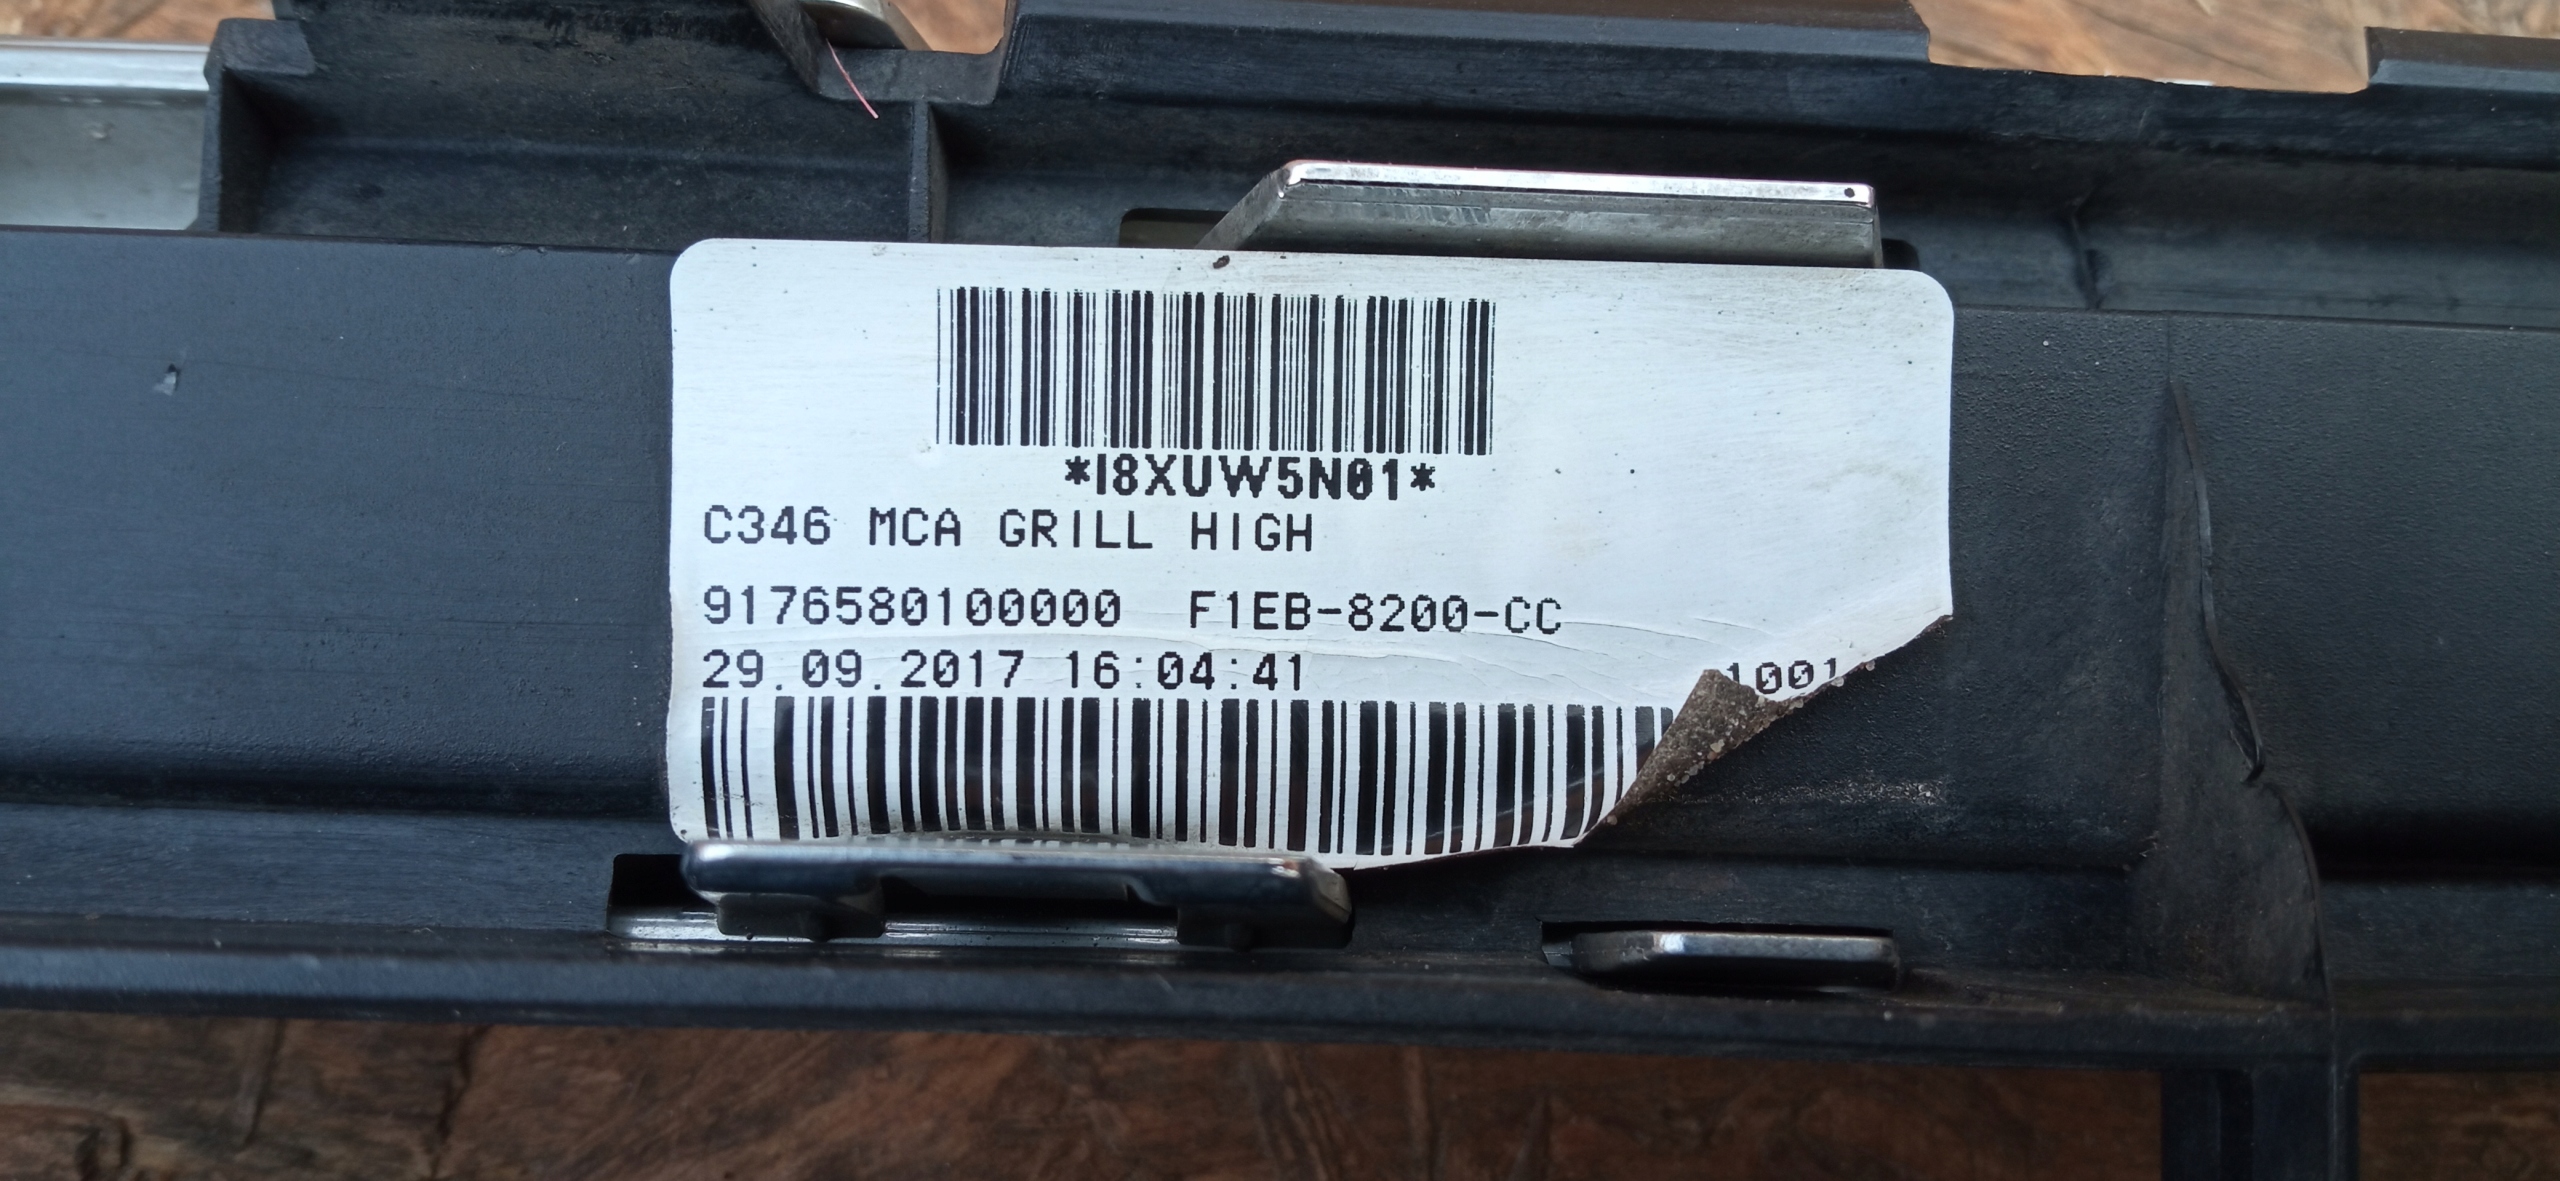 *I8XUW5N01*
C346 MCA GRILL HIGH
9176580100000 F1EB-8200-CC
29.09.2017 16:04:41